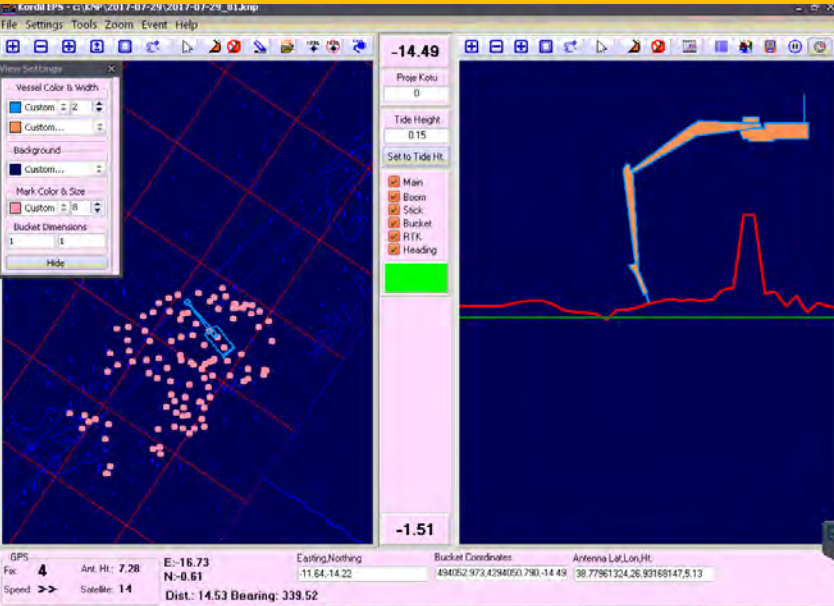 Kordil EPS - c:\KNP\2017-07-29\2017-07-29_01.knp
File Settings Tools Zoom Event Help
View Settings
Vessel Color & Width
Custom 2
Custom...
Background
Custom...
Mark Color & Size
Custom 8
Bucket Dimensions
1 1
Hide
-14.49
Proje Kotu
0
Tide Height
0.15
Set to Tide Ht.
Main
Boom
Stick
Bucket
RTK
Heading
-1.51
GPS
Fix: 4 Ant. Ht.: 7.28
Speed >> Satellite: 14
E:-16.73
N:-0.61
Dist.: 14.53 Bearing: 339.52
Easting,Northing
-11.64,-14.22
Bucket Coordinates
494052.973,4294050.790,-14.49
Antenna Lat,Lon,Ht.
38.77961324,26.93168147,5.13